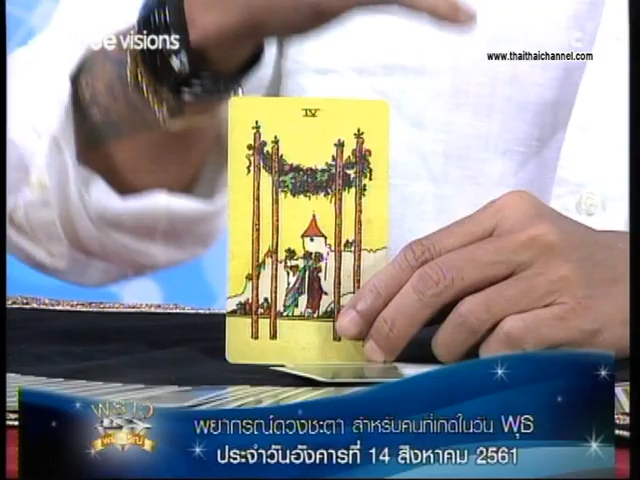 visions
www.thaithaichannel.com
IV
พยากรณ์ดวงชะตา สำหรับคนที่เกิดในวัน พุธ
ประจำวันอังคารที่ 14 สิงหาคม 2561